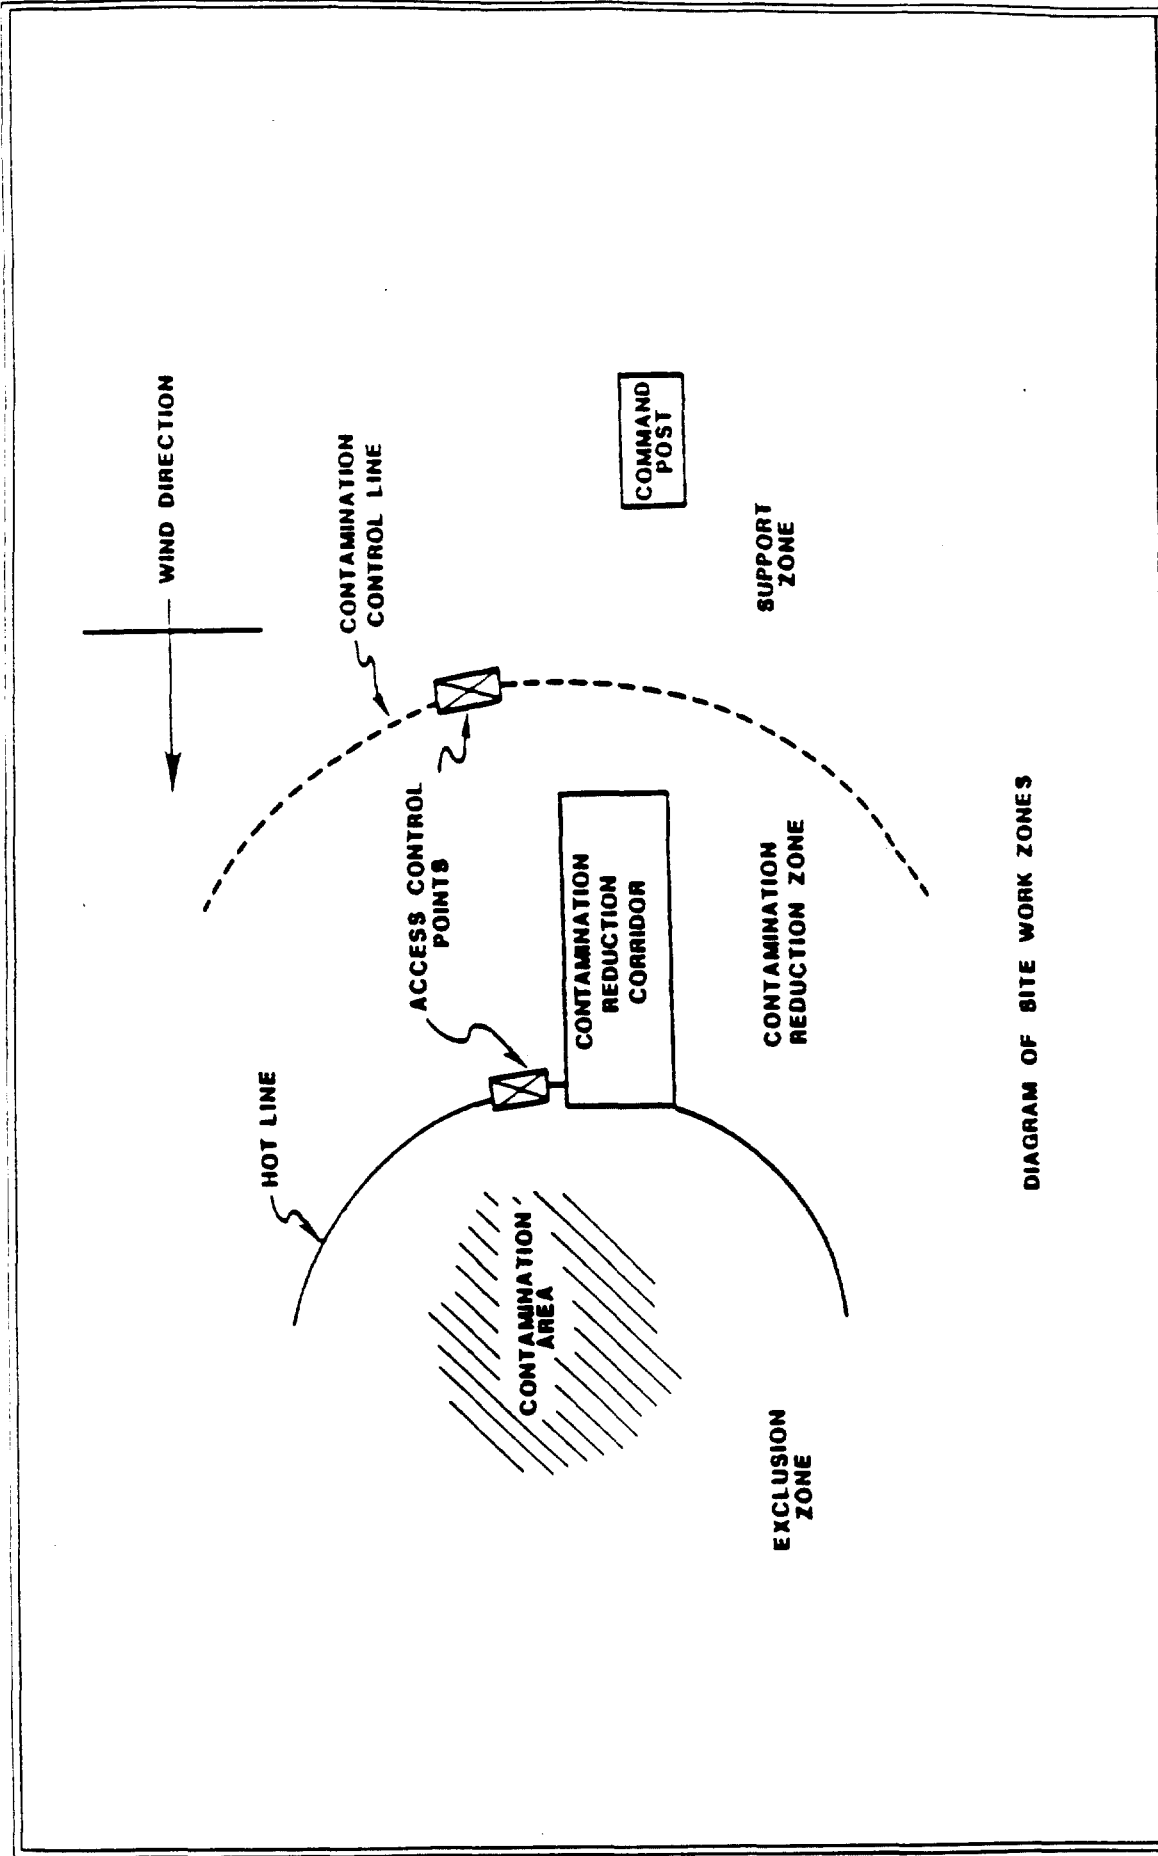 WIND DIRECTION
CONTAMINATION
CONTROL LINE
HOT LINE
ACCESS CONTROL
POINTS
CONTAMINATION
AREA
CONTAMINATION
REDUCTION
CORRIDOR
COMMAND
POST
EXCLUSION
ZONE
CONTAMINATION
REDUCTION ZONE
SUPPORT
ZONE
DIAGRAM OF SITE WORK ZONES